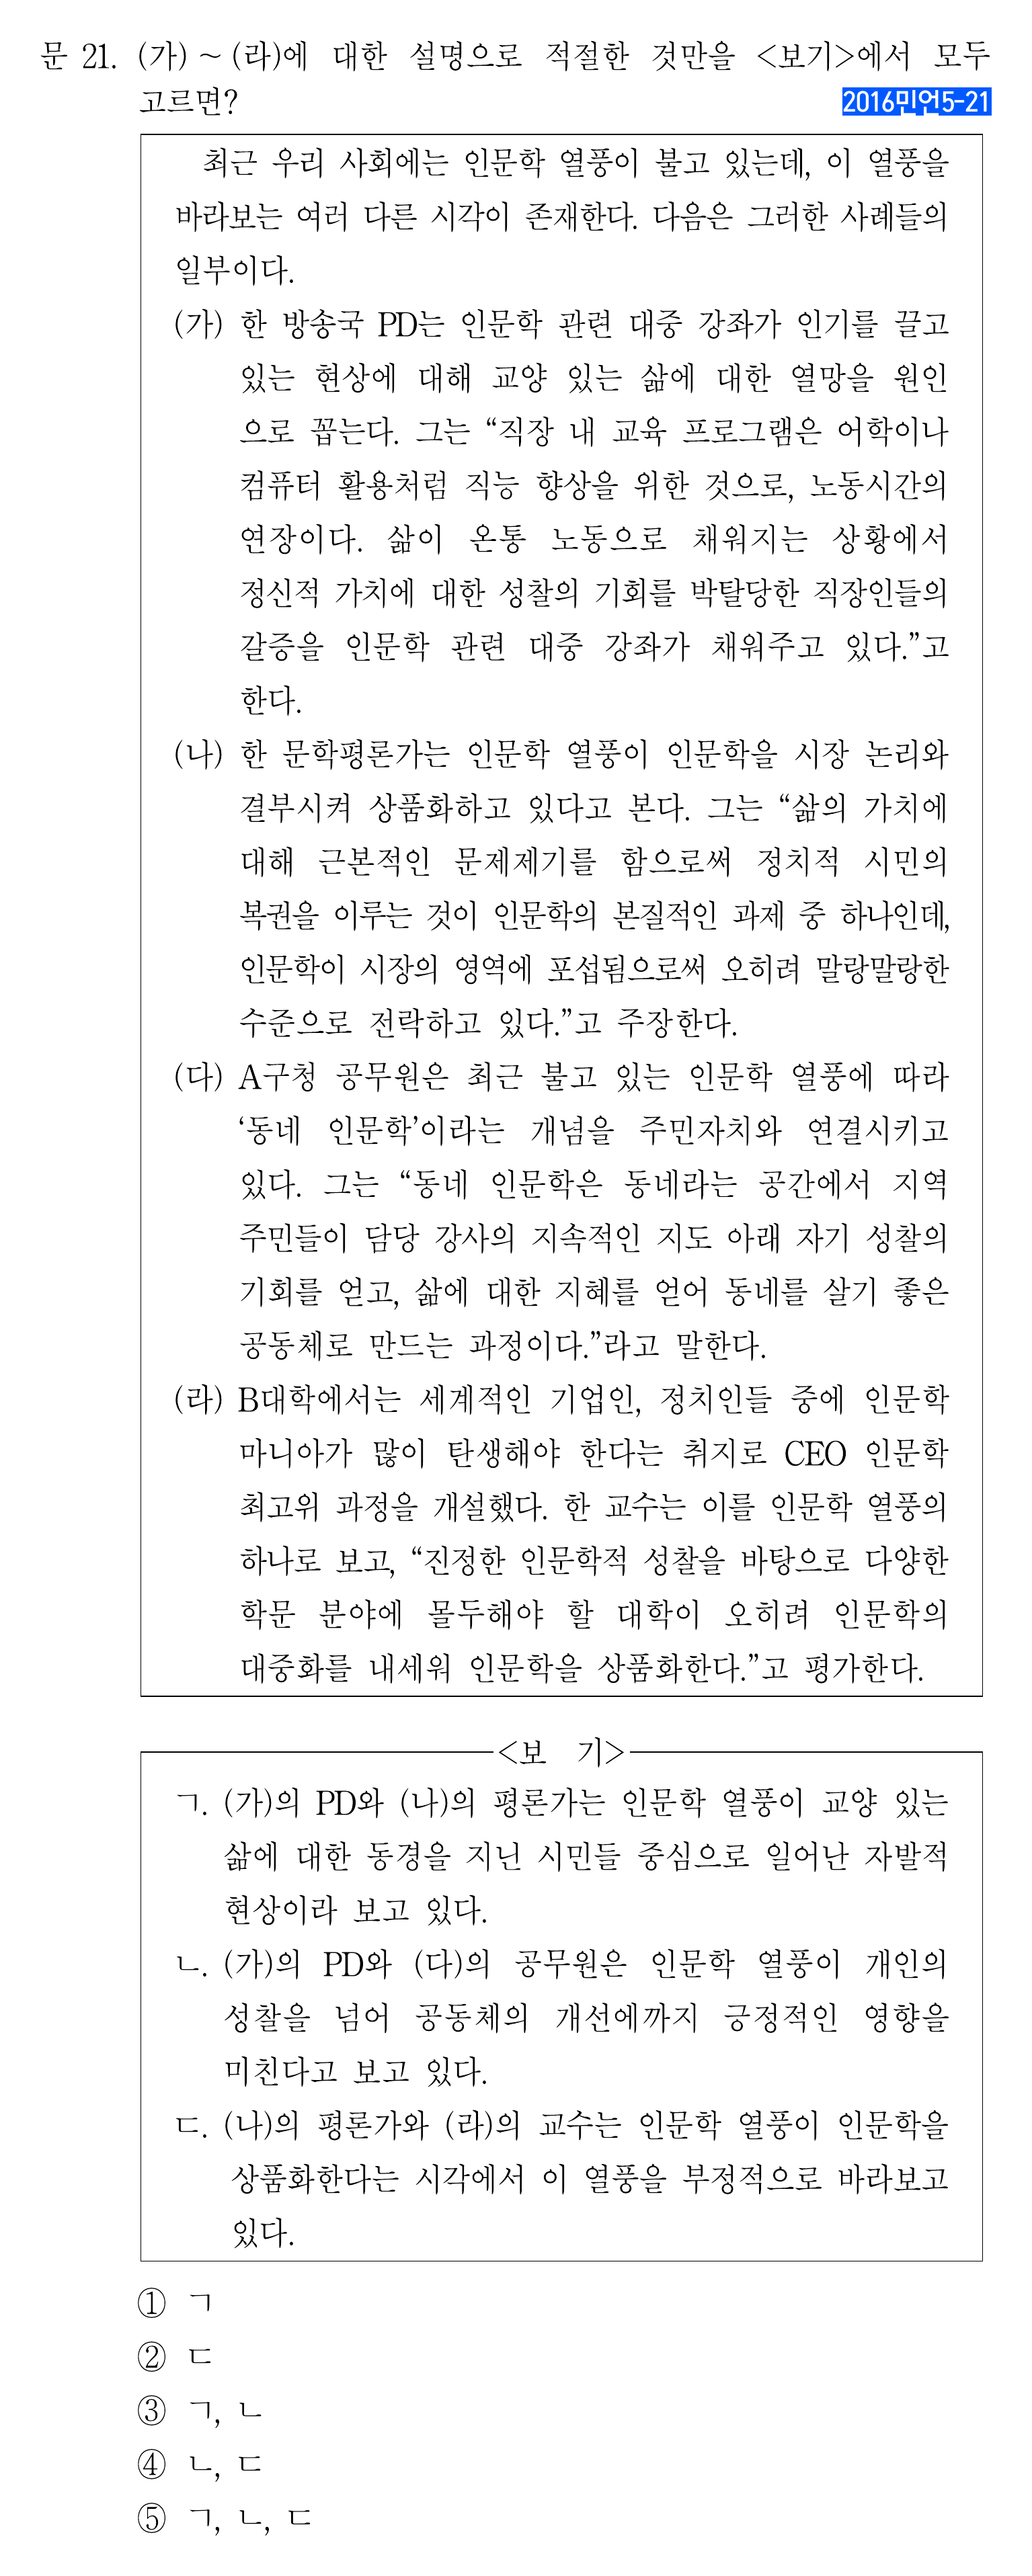 문 21. (가) ~ (라)에 대한 설명으로 적절한 것만을 <보기>에서 모두
고르면?
2016민언5-21
최근 우리 사회에는 인문학 열풍이 불고 있는데, 이 열풍을
바라보는 여러 다른 시각이 존재한다. 다음은 그러한 사례들의
일부이다.
(가) 한 방송국 PD는 인문학 관련 대중 강좌가 인기를 끌고
있는 현상에 대해 교양 있는 삶에 대한 열망을 원인
으로 꼽는다. 그는 “직장 내 교육 프로그램은 어학이나
컴퓨터 활용처럼 직능 향상을 위한 것으로, 노동시간의
연장이다. 삶이 온통 노동으로 채워지는 상황에서
정신적 가치에 대한 성찰의 기회를 박탈당한 직장인들의
갈증을 인문학 관련 대중 강좌가 채워주고 있다.”고
한다.
(나) 한 문학평론가는 인문학 열풍이 인문학을 시장 논리와
결부시켜 상품화하고 있다고 본다. 그는 “삶의 가치에
대해 근본적인 문제제기를 함으로써 정치적 시민의
복권을 이루는 것이 인문학의 본질적인 과제 중 하나인데,
인문학이 시장의 영역에 포섭됨으로써 오히려 말랑말랑한
수준으로 전락하고 있다.”고 주장한다.
(다) A구청 공무원은 최근 불고 있는 인문학 열풍에 따라
‘동네 인문학’이라는 개념을 주민자치와 연결시키고
있다. 그는 “동네 인문학은 동네라는 공간에서 지역
주민들이 담당 강사의 지속적인 지도 아래 자기 성찰의
기회를 얻고, 삶에 대한 지혜를 얻어 동네를 살기 좋은
공동체로 만드는 과정이다.”라고 말한다.
(라) B대학에서는 세계적인 기업인, 정치인들 중에 인문학
마니아가 많이 탄생해야 한다는 취지로 CEO 인문학
최고위 과정을 개설했다. 한 교수는 이를 인문학 열풍의
하나로 보고, “진정한 인문학적 성찰을 바탕으로 다양한
학문 분야에 몰두해야 할 대학이 오히려 인문학의
대중화를 내세워 인문학을 상품화한다.”고 평가한다.
<보 기>
ㄱ. (가)의 PD와 (나)의 평론가는 인문학 열풍이 교양 있는
삶에 대한 동경을 지닌 시민들 중심으로 일어난 자발적
현상이라 보고 있다.
ㄴ. (가)의 PD와 (다)의 공무원은 인문학 열풍이 개인의
성찰을 넘어 공동체의 개선에까지 긍정적인 영향을
미친다고 보고 있다.
ㄷ. (나)의 평론가와 (라)의 교수는 인문학 열풍이 인문학을
상품화한다는 시각에서 이 열풍을 부정적으로 바라보고
있다.
① ㄱ
② ㄷ
③ ㄱ, ㄴ
④ ㄴ, ㄷ
⑤ ㄱ, ㄴ, ㄷ